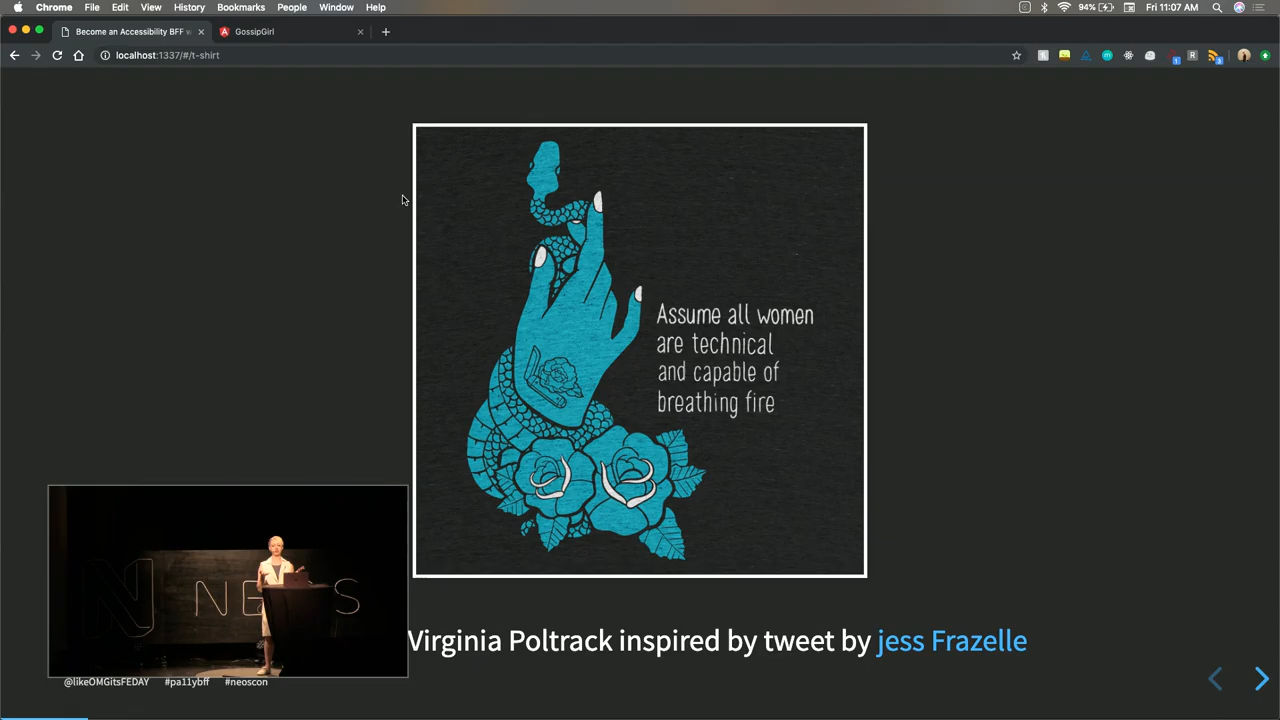 Chrome File Edit View History Bookmarks People Window Help
94% Fri 11:07 AM
Become an Accessibility BFF w
GossipGirl
localhost:1337/#/t-shirt
Assume all women
are technical
and capable of
breathing fire
NEOS
Virginia Poltrack inspired by tweet by jess Frazelle
@likeOMGitsFEDAY #pa11ybff #neoscon